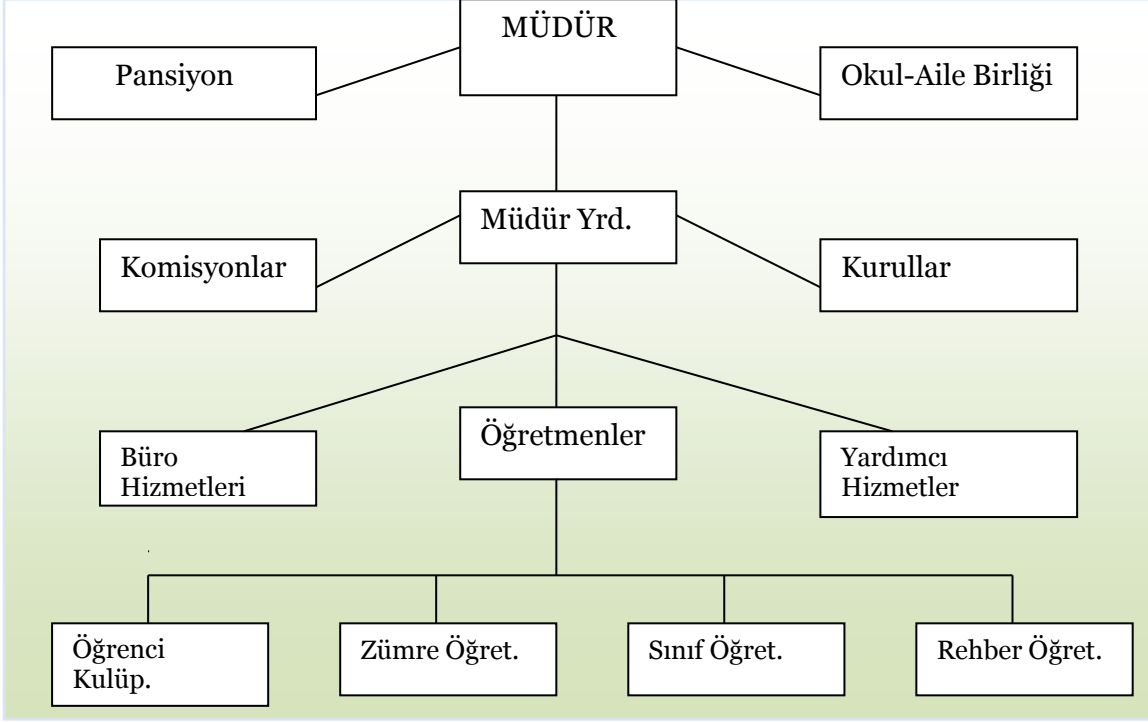 MÜDÜR
Pansiyon
Okul-Aile Birliği
Müdür Yrd.
Komisyonlar
Kurullar
Öğretmenler
Büro
Hizmetleri
Yardımcı
Hizmetler
Öğrenci
Kulüp.
Zümre Öğret.
Sınıf Öğret.
Rehber Öğret.